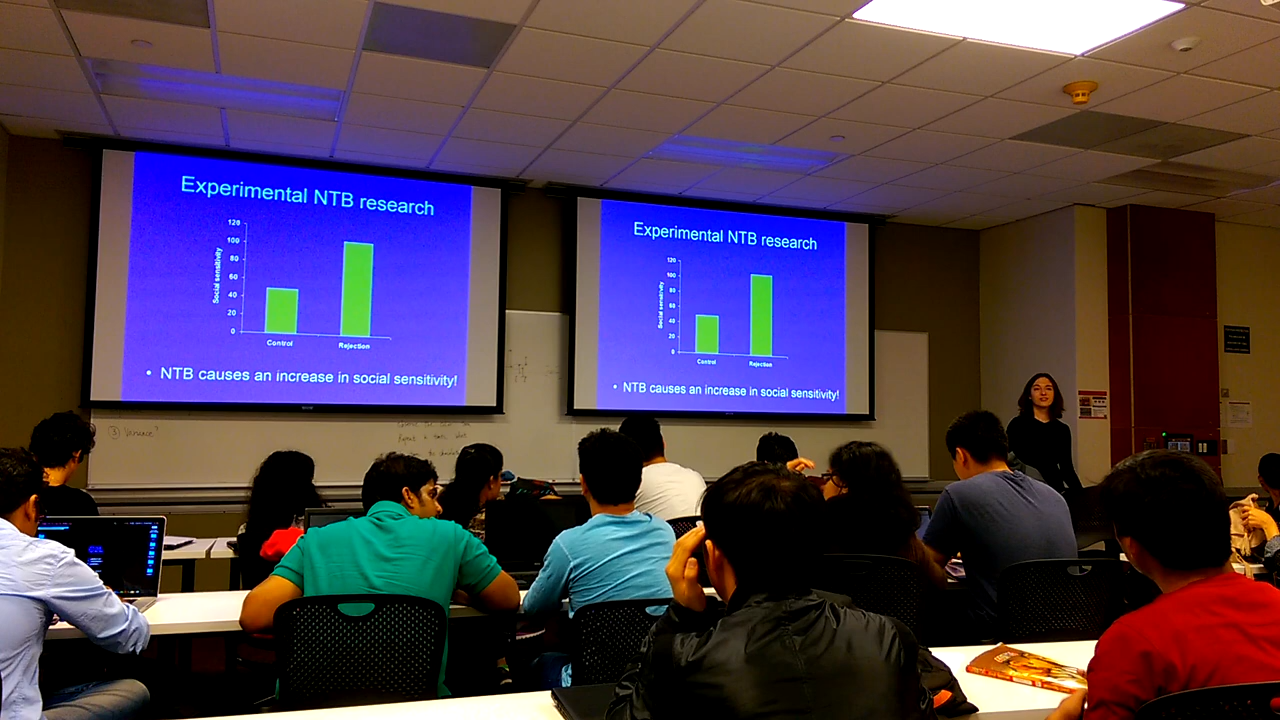 Experimental NTB research
120
100
80
60
40
20
0
Social sensitivity
Control
Rejection
• NTB causes an increase in social sensitivity!
Experimental NTB research
120
100
80
60
40
20
0
Social sensitivity
Control
Rejection
• NTB causes an increase in social sensitivity!
③ Variance?